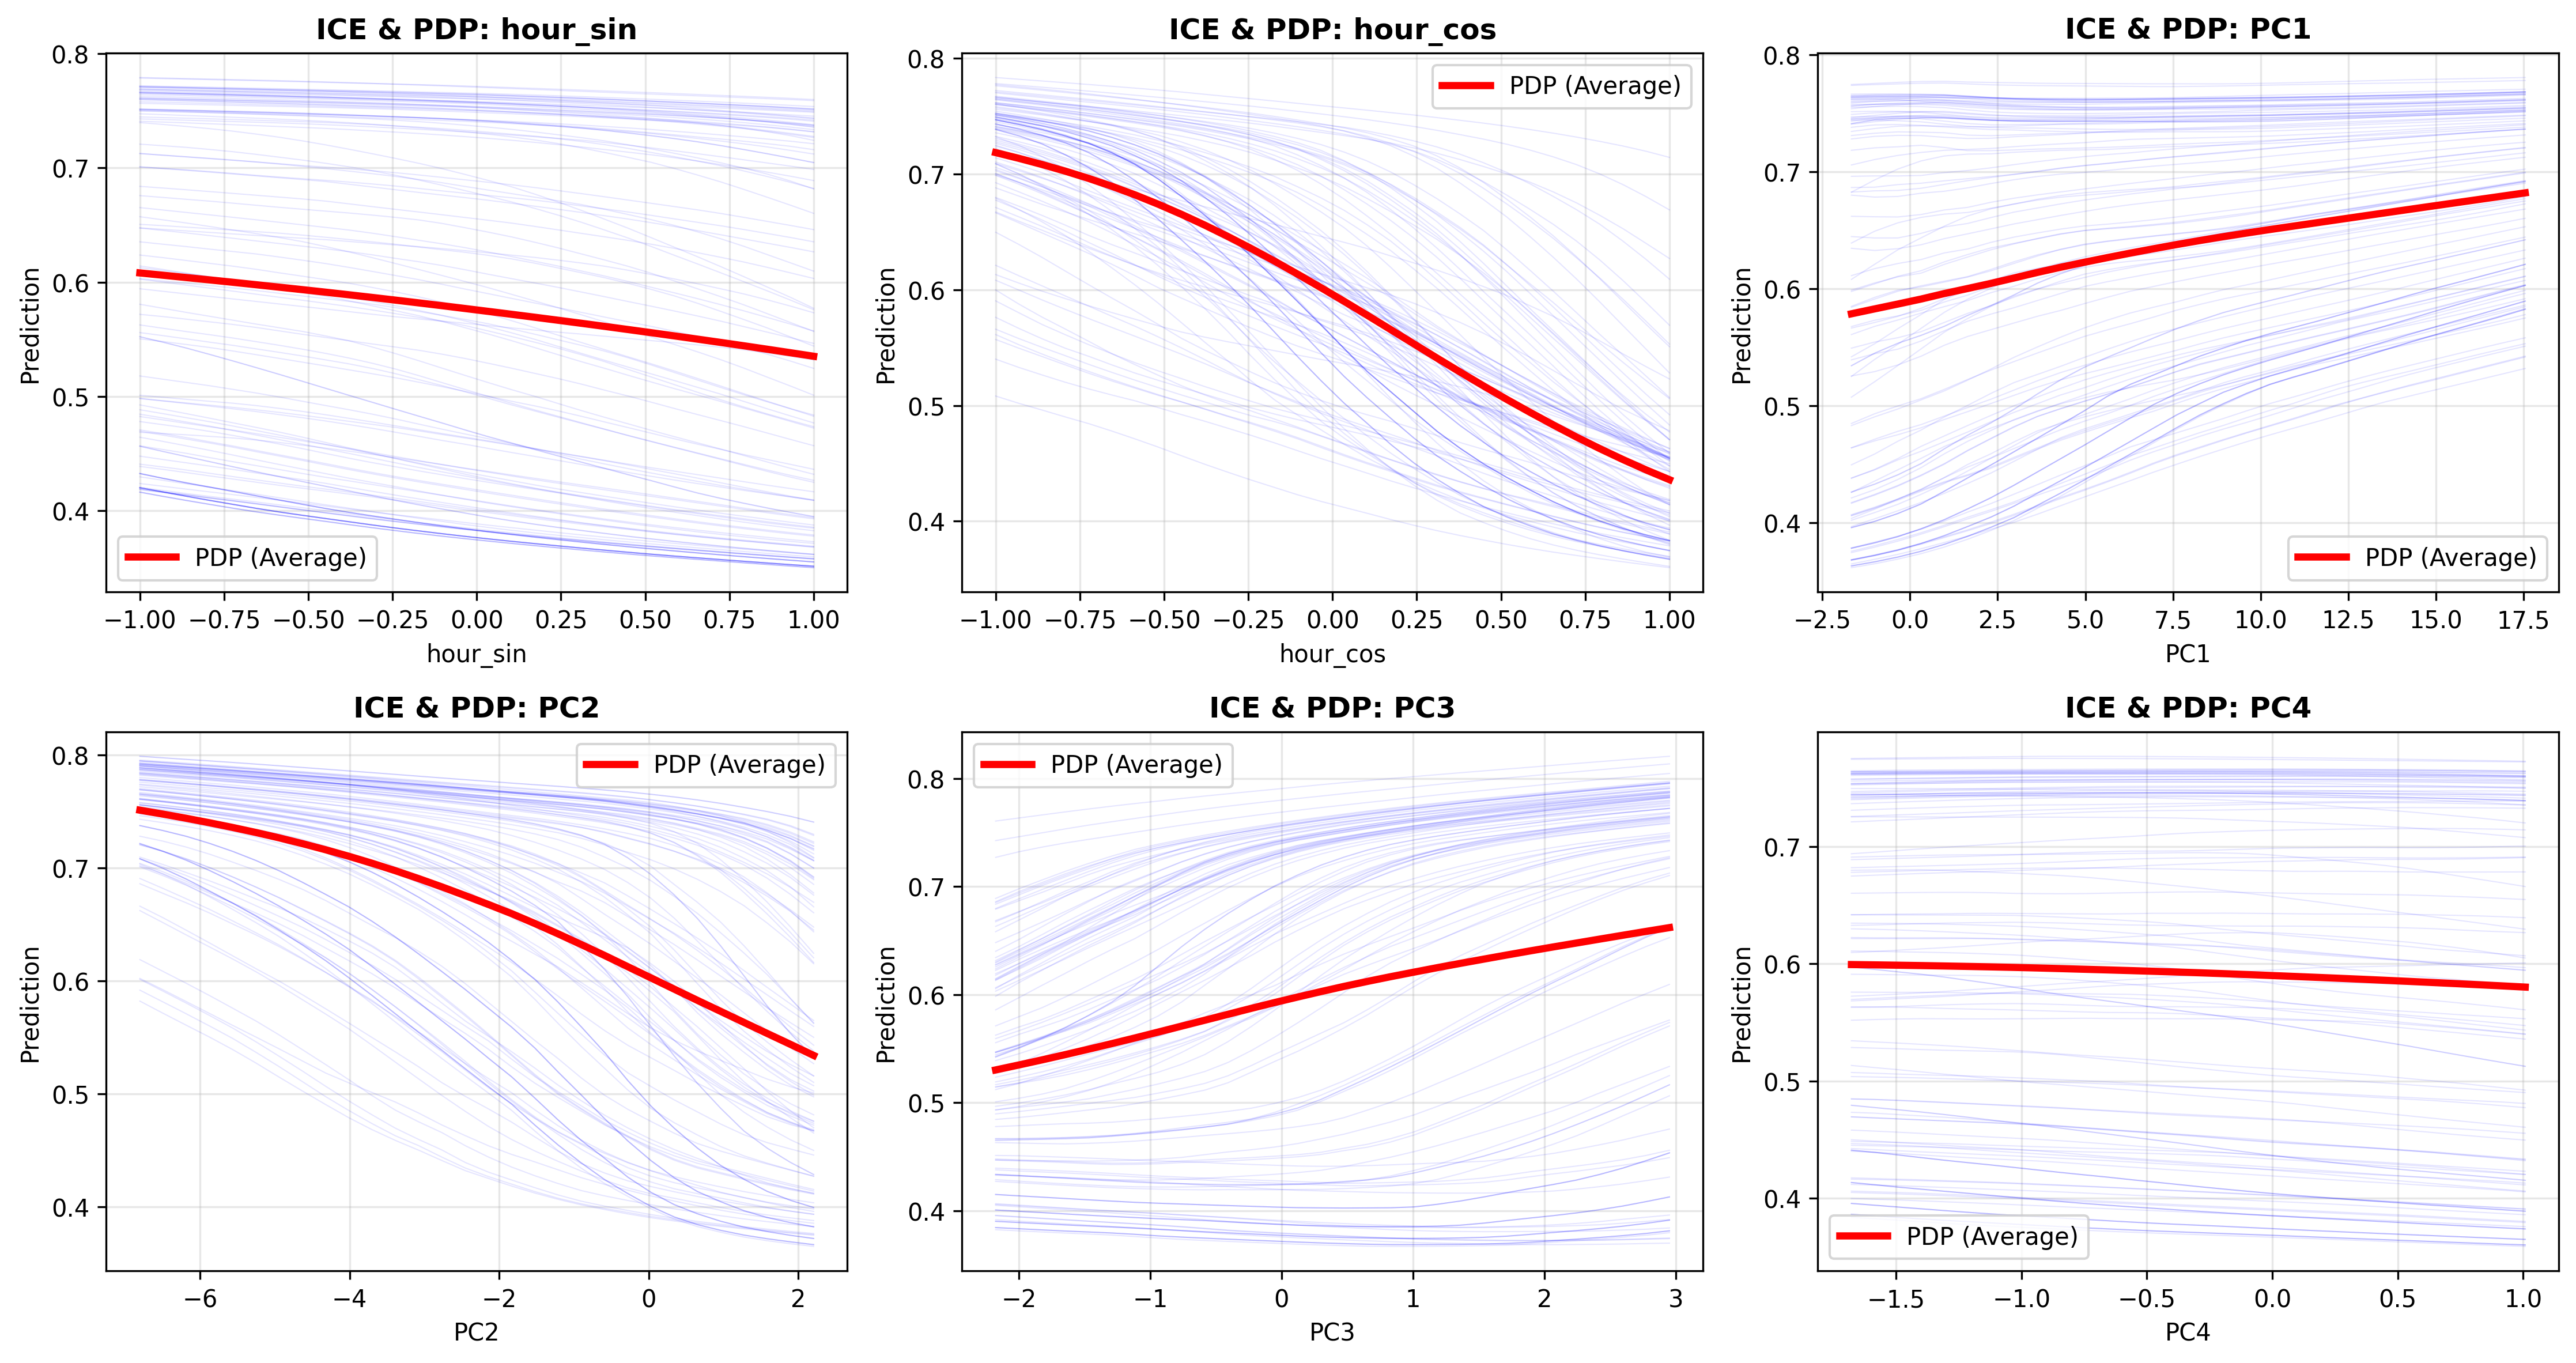 ICE & PDP: hour_sin
0.8
0.7
0.6
0.5
0.4
Prediction
PDP (Average)
−1.00 −0.75 −0.50 −0.25 0.00 0.25 0.50 0.75 1.00
hour_sin
ICE & PDP: hour_cos
0.8
0.7
0.6
0.5
0.4
Prediction
PDP (Average)
−1.00 −0.75 −0.50 −0.25 0.00 0.25 0.50 0.75 1.00
hour_cos
ICE & PDP: PC1
0.8
0.7
0.6
0.5
0.4
Prediction
PDP (Average)
−2.5 0.0 2.5 5.0 7.5 10.0 12.5 15.0 17.5
PC1
ICE & PDP: PC2
0.8
0.7
0.6
0.5
0.4
Prediction
PDP (Average)
−6 −4 −2 0 2
PC2
ICE & PDP: PC3
0.8
0.7
0.6
0.5
0.4
Prediction
PDP (Average)
−2 −1 0 1 2 3
PC3
ICE & PDP: PC4
0.7
0.6
0.5
0.4
Prediction
PDP (Average)
−1.5 −1.0 −0.5 0.0 0.5 1.0
PC4